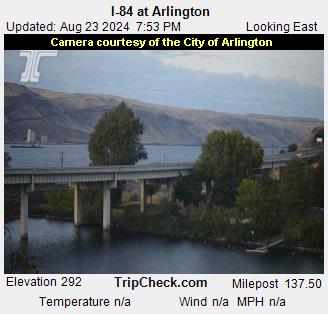 I-84 at Arlington
Updated: Aug 23 2024 7:53 PM Looking East
Camera courtesy of the City of Arlington
Elevation 292 TripCheck.com Milepost 137.50
Temperature n/a Wind n/a MPH n/a